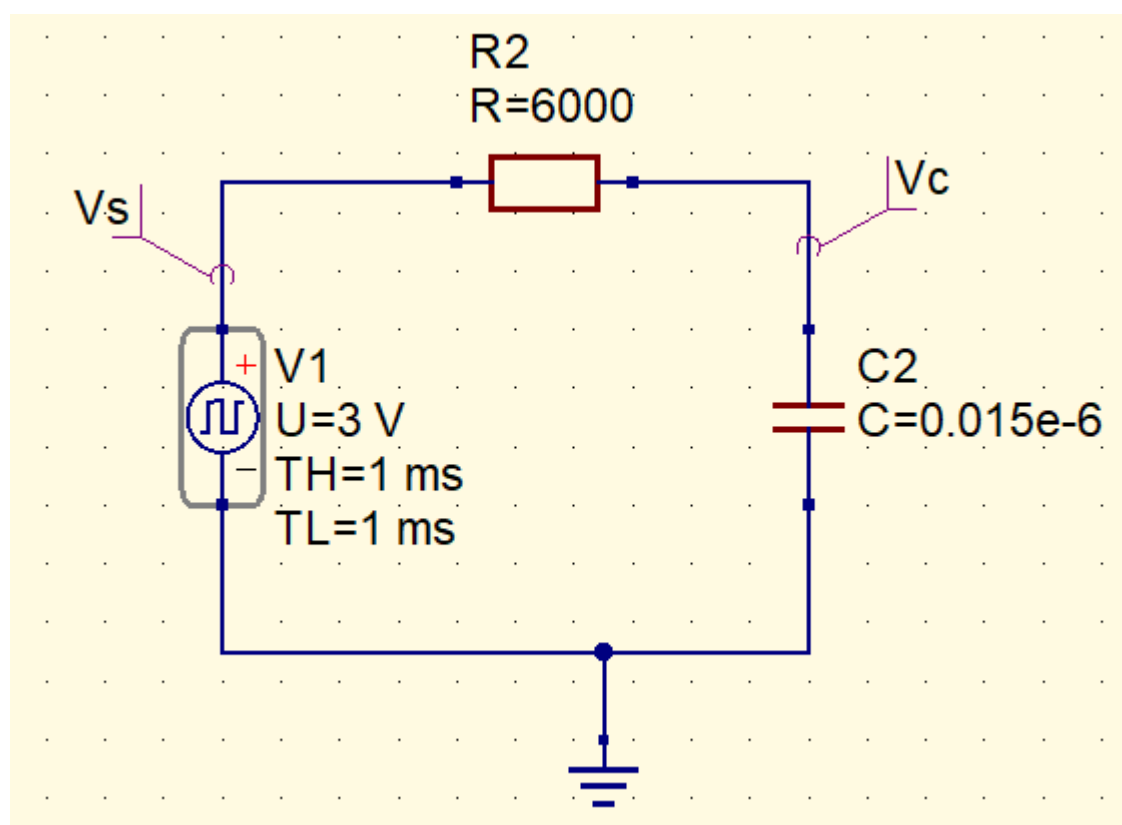 R2
R=6000
Vs
Vc
V1
U=3 V
TH=1 ms
TL=1 ms
C2
C=0.015e-6